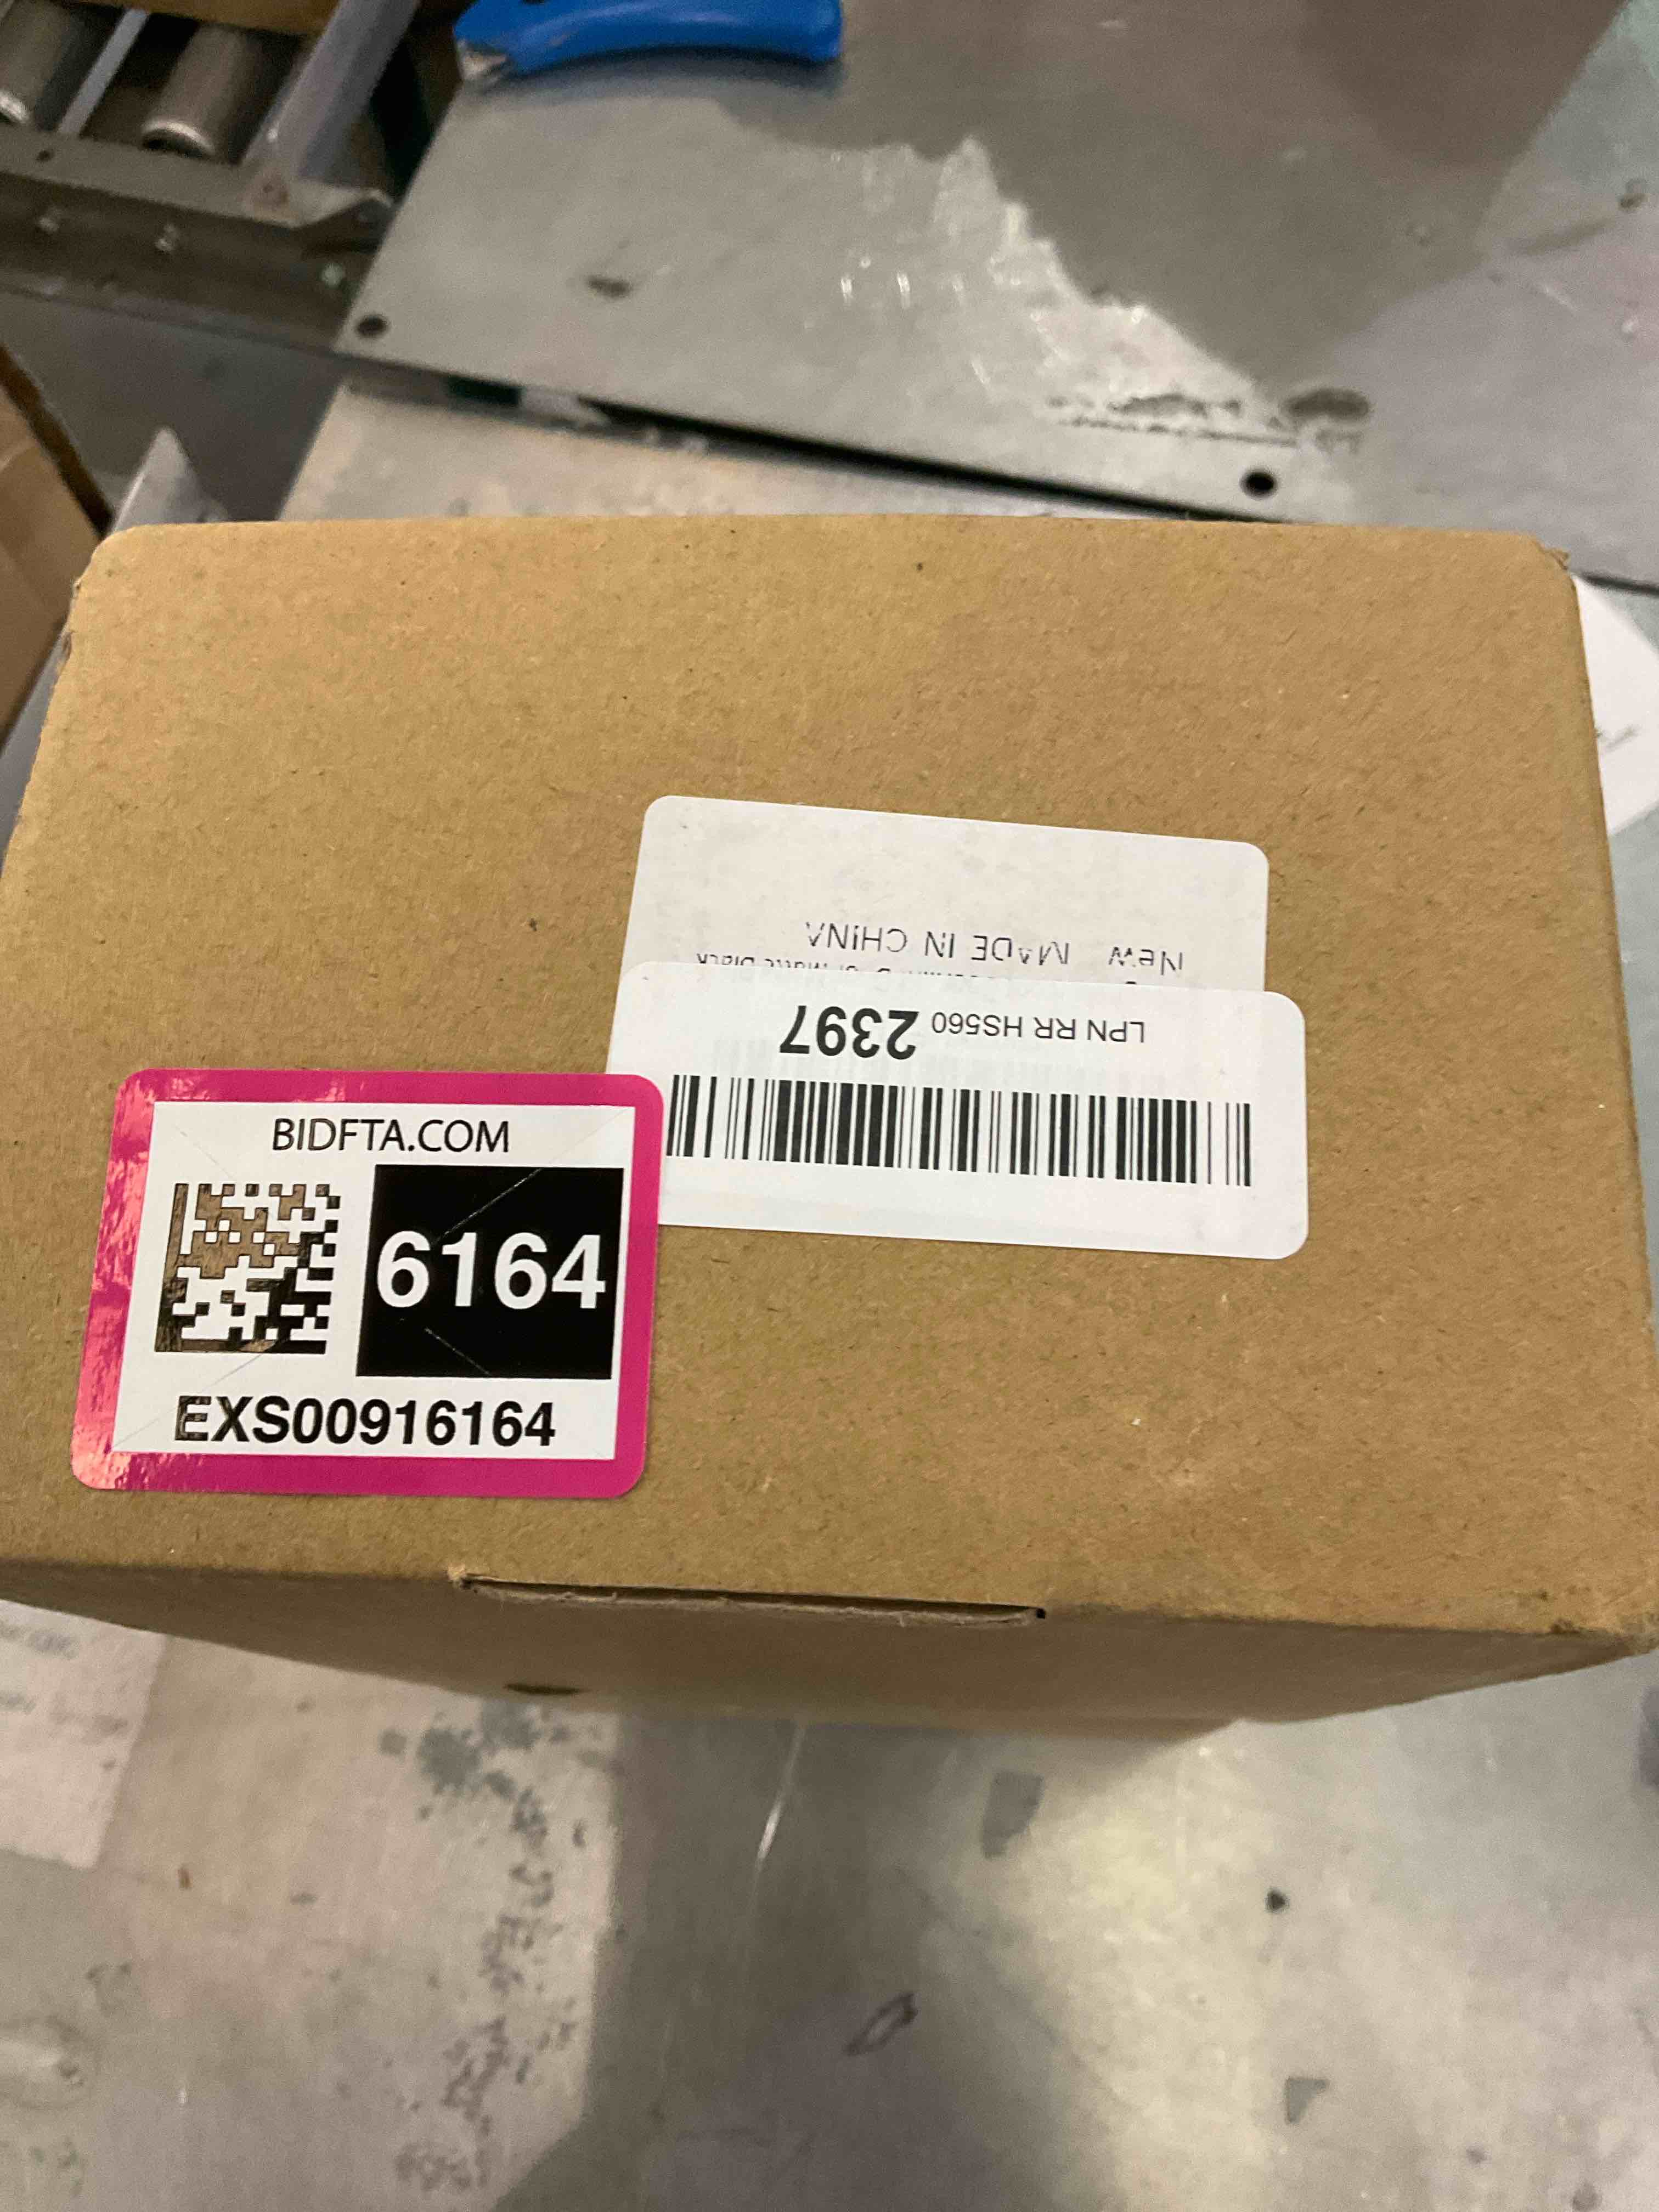 BIDFTA.COM
6164
EXS00916164
LPN RR HS560 2397
New MADE IN CHINA